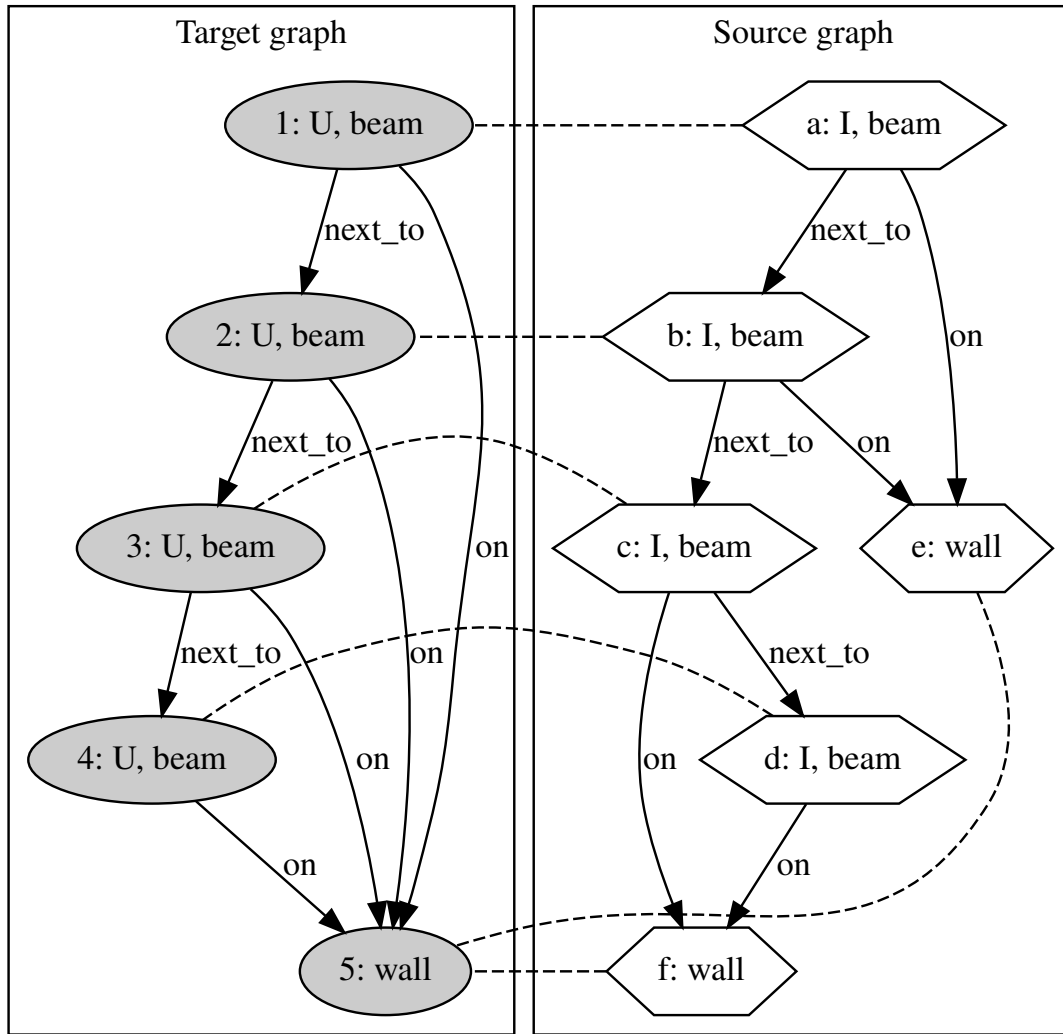 Target graph
1: U, beam
next_to
2: U, beam
next_to
3: U, beam
on
next_to
on
4: U, beam
on
on
5: wall
Source graph
a: I, beam
next_to
b: I, beam
on
next_to
on
c: I, beam
e: wall
next_to
on
d: I, beam
on
f: wall